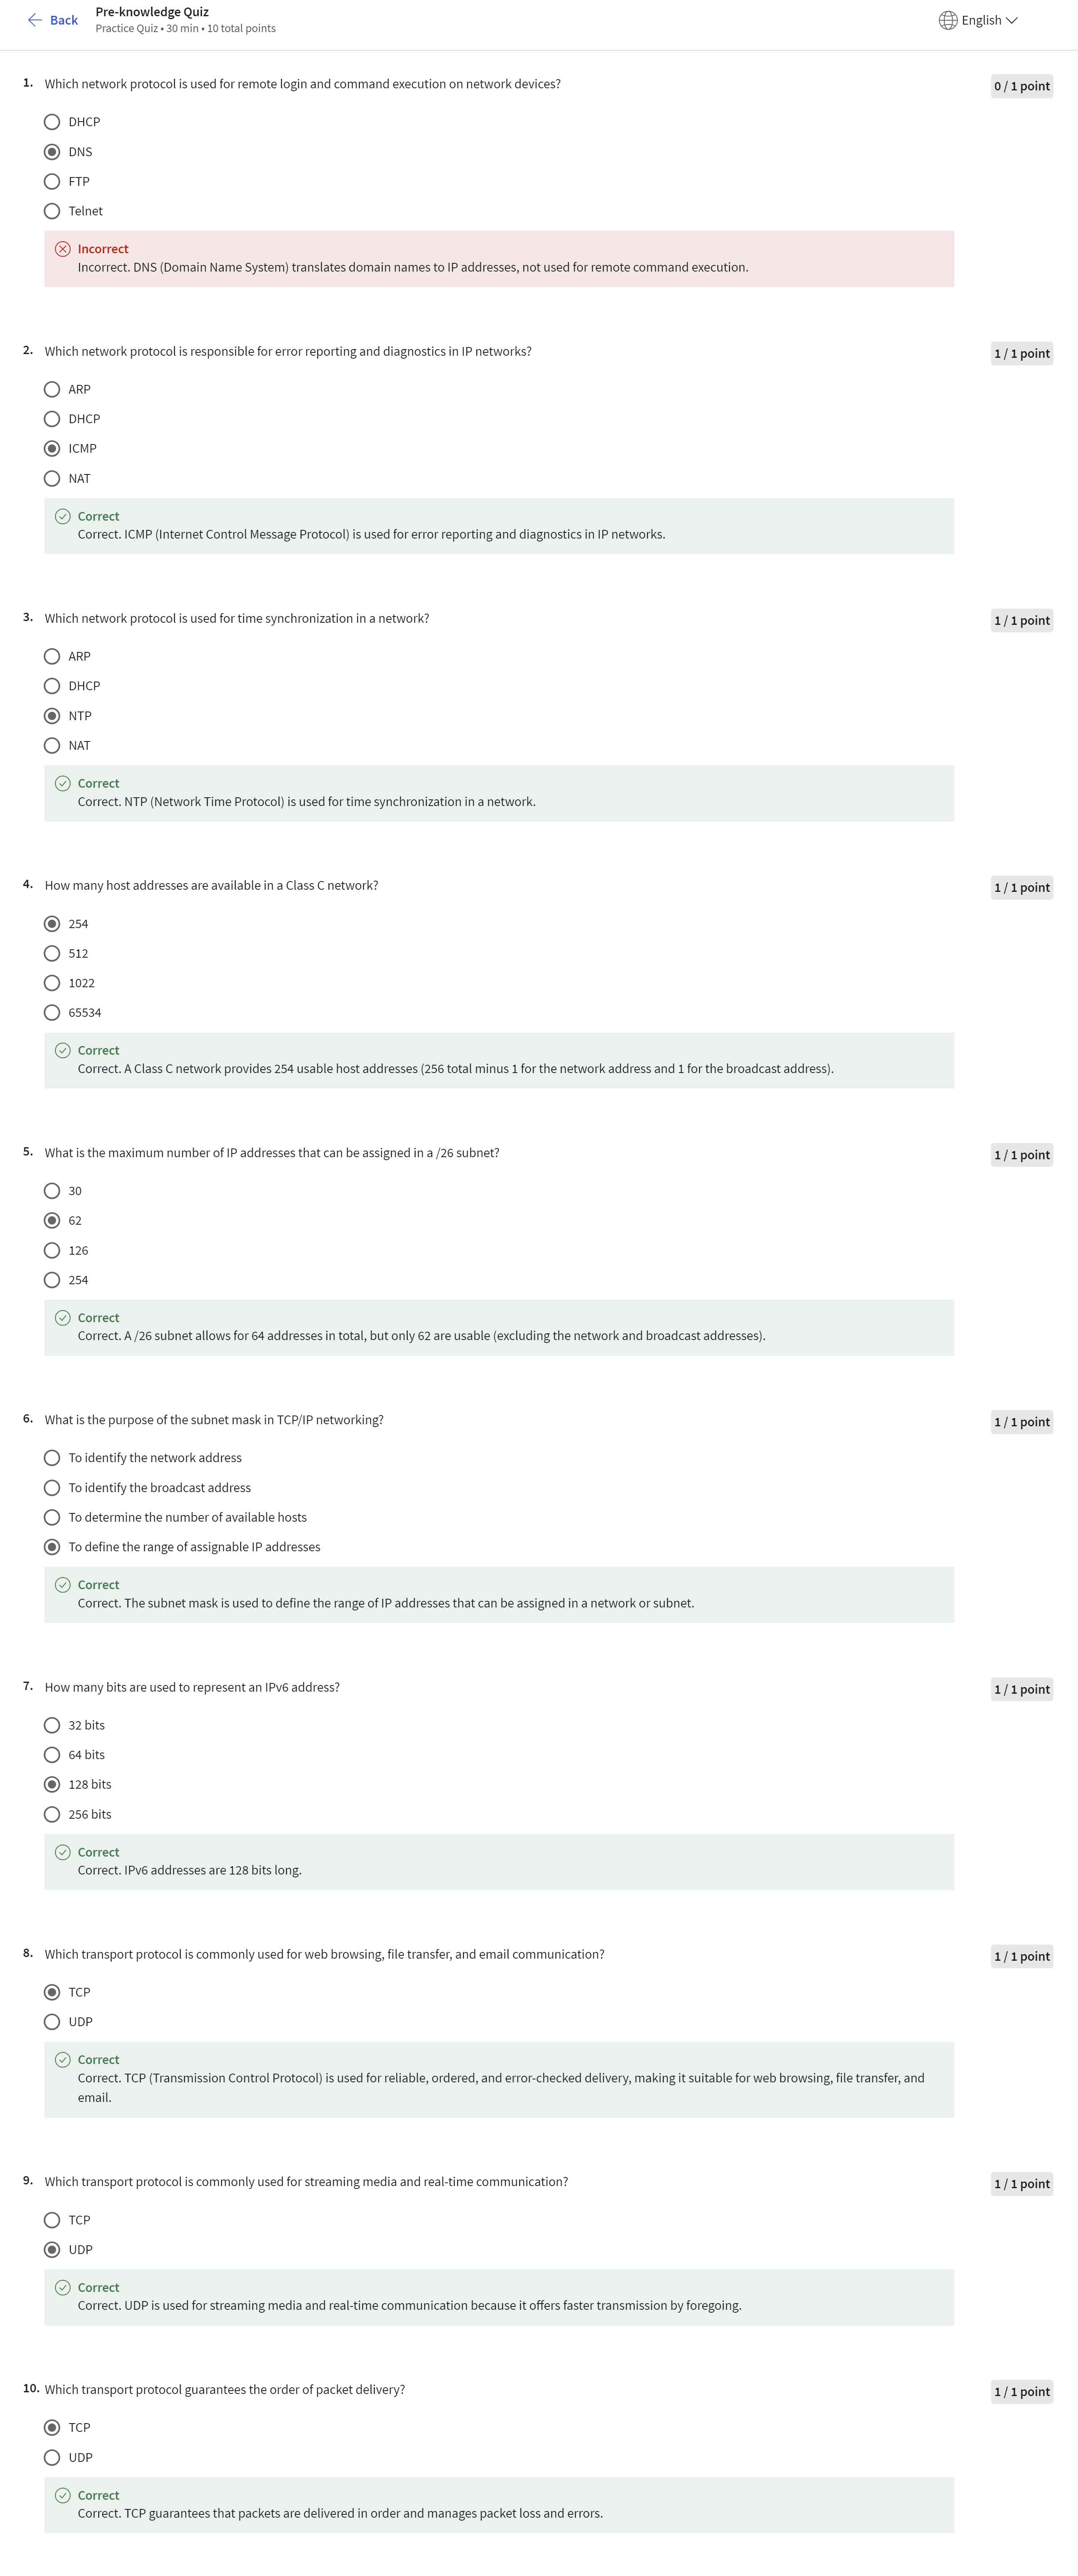 Back
Pre-knowledge Quiz
Practice Quiz • 30 min • 10 total points
English
1. Which network protocol is used for remote login and command execution on network devices?
0 / 1 point
DHCP
DNS
FTP
Telnet
Incorrect
Incorrect. DNS (Domain Name System) translates domain names to IP addresses, not used for remote command execution.
2. Which network protocol is responsible for error reporting and diagnostics in IP networks?
1 / 1 point
ARP
DHCP
ICMP
NAT
Correct
Correct. ICMP (Internet Control Message Protocol) is used for error reporting and diagnostics in IP networks.
3. Which network protocol is used for time synchronization in a network?
1 / 1 point
ARP
DHCP
NTP
NAT
Correct
Correct. NTP (Network Time Protocol) is used for time synchronization in a network.
4. How many host addresses are available in a Class C network?
1 / 1 point
254
512
1022
65534
Correct
Correct. A Class C network provides 254 usable host addresses (256 total minus 1 for the network address and 1 for the broadcast address).
5. What is the maximum number of IP addresses that can be assigned in a /26 subnet?
1 / 1 point
30
62
126
254
Correct
Correct. A /26 subnet allows for 64 addresses in total, but only 62 are usable (excluding the network and broadcast addresses).
6. What is the purpose of the subnet mask in TCP/IP networking?
1 / 1 point
To identify the network address
To identify the broadcast address
To determine the number of available hosts
To define the range of assignable IP addresses
Correct
Correct. The subnet mask is used to define the range of IP addresses that can be assigned in a network or subnet.
7. How many bits are used to represent an IPv6 address?
1 / 1 point
32 bits
64 bits
128 bits
256 bits
Correct
Correct. IPv6 addresses are 128 bits long.
8. Which transport protocol is commonly used for web browsing, file transfer, and email communication?
1 / 1 point
TCP
UDP
Correct
Correct. TCP (Transmission Control Protocol) is used for reliable, ordered, and error-checked delivery, making it suitable for web browsing, file transfer, and
email.
9. Which transport protocol is commonly used for streaming media and real-time communication?
1 / 1 point
TCP
UDP
Correct
Correct. UDP is used for streaming media and real-time communication because it offers faster transmission by foregoing.
10. Which transport protocol guarantees the order of packet delivery?
1 / 1 point
TCP
UDP
Correct
Correct. TCP guarantees that packets are delivered in order and manages packet loss and errors.